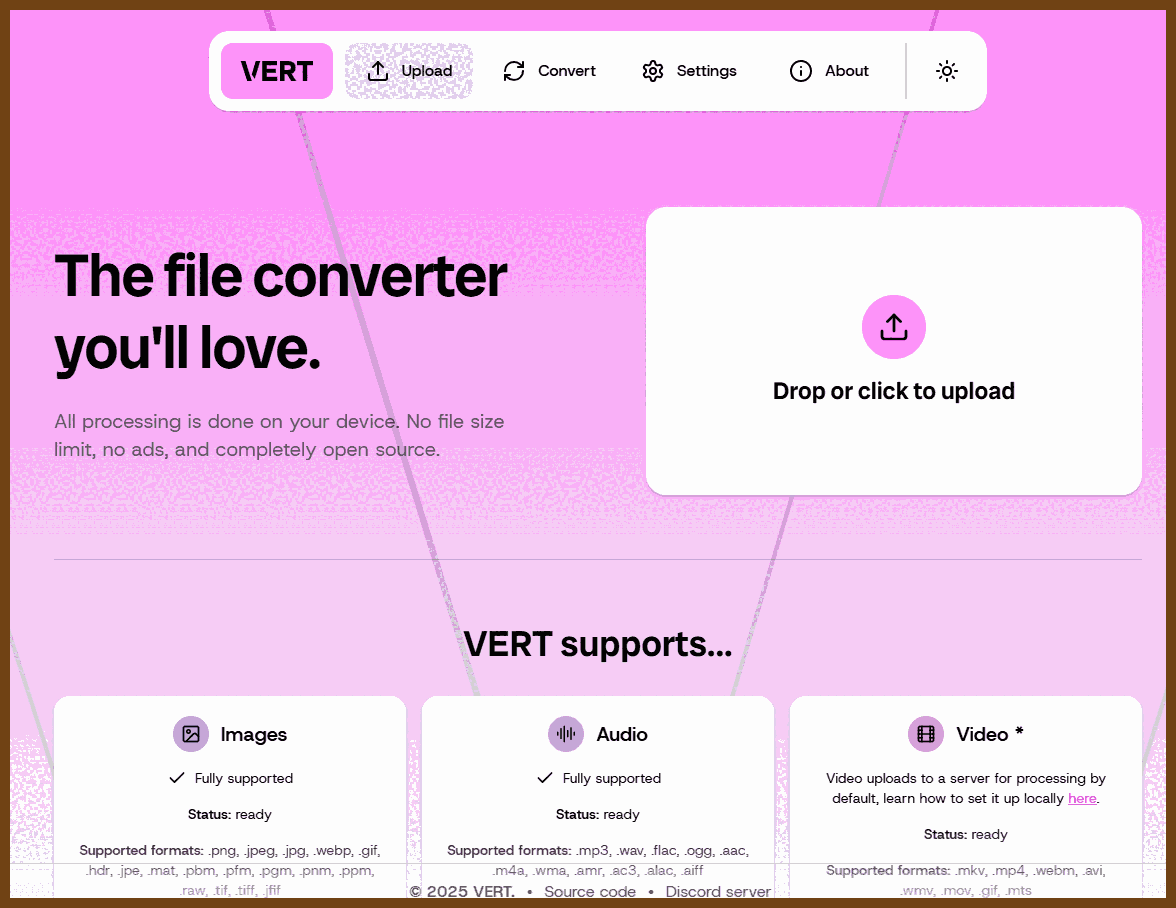 VERT
Upload
Convert
Settings
About
The file converter
you'll love.
All processing is done on your device. No file size
limit, no ads, and completely open source.
Drop or click to upload
VERT supports...
Images
Fully supported
Status: ready
Supported formats: .png, .jpeg, .jpg, .webp, .gif,
.hdr, .jpe, .mat, .pbm, .pfm, .pgm, .pnm, .ppm,
.raw, .tif, .tiff, .jfif
Audio
Fully supported
Status: ready
Supported formats: .mp3, .wav, .flac, .ogg, .aac,
.m4a, .wma, .amr, .ac3, .alac, .aiff
Video *
Video uploads to a server for processing by
default, learn how to set it up locally here.
Status: ready
Supported formats: .mkv, .mp4, .webm, .avi,
.wmv, .mov, .gif, .mts
© 2025 VERT. • Source code • Discord server